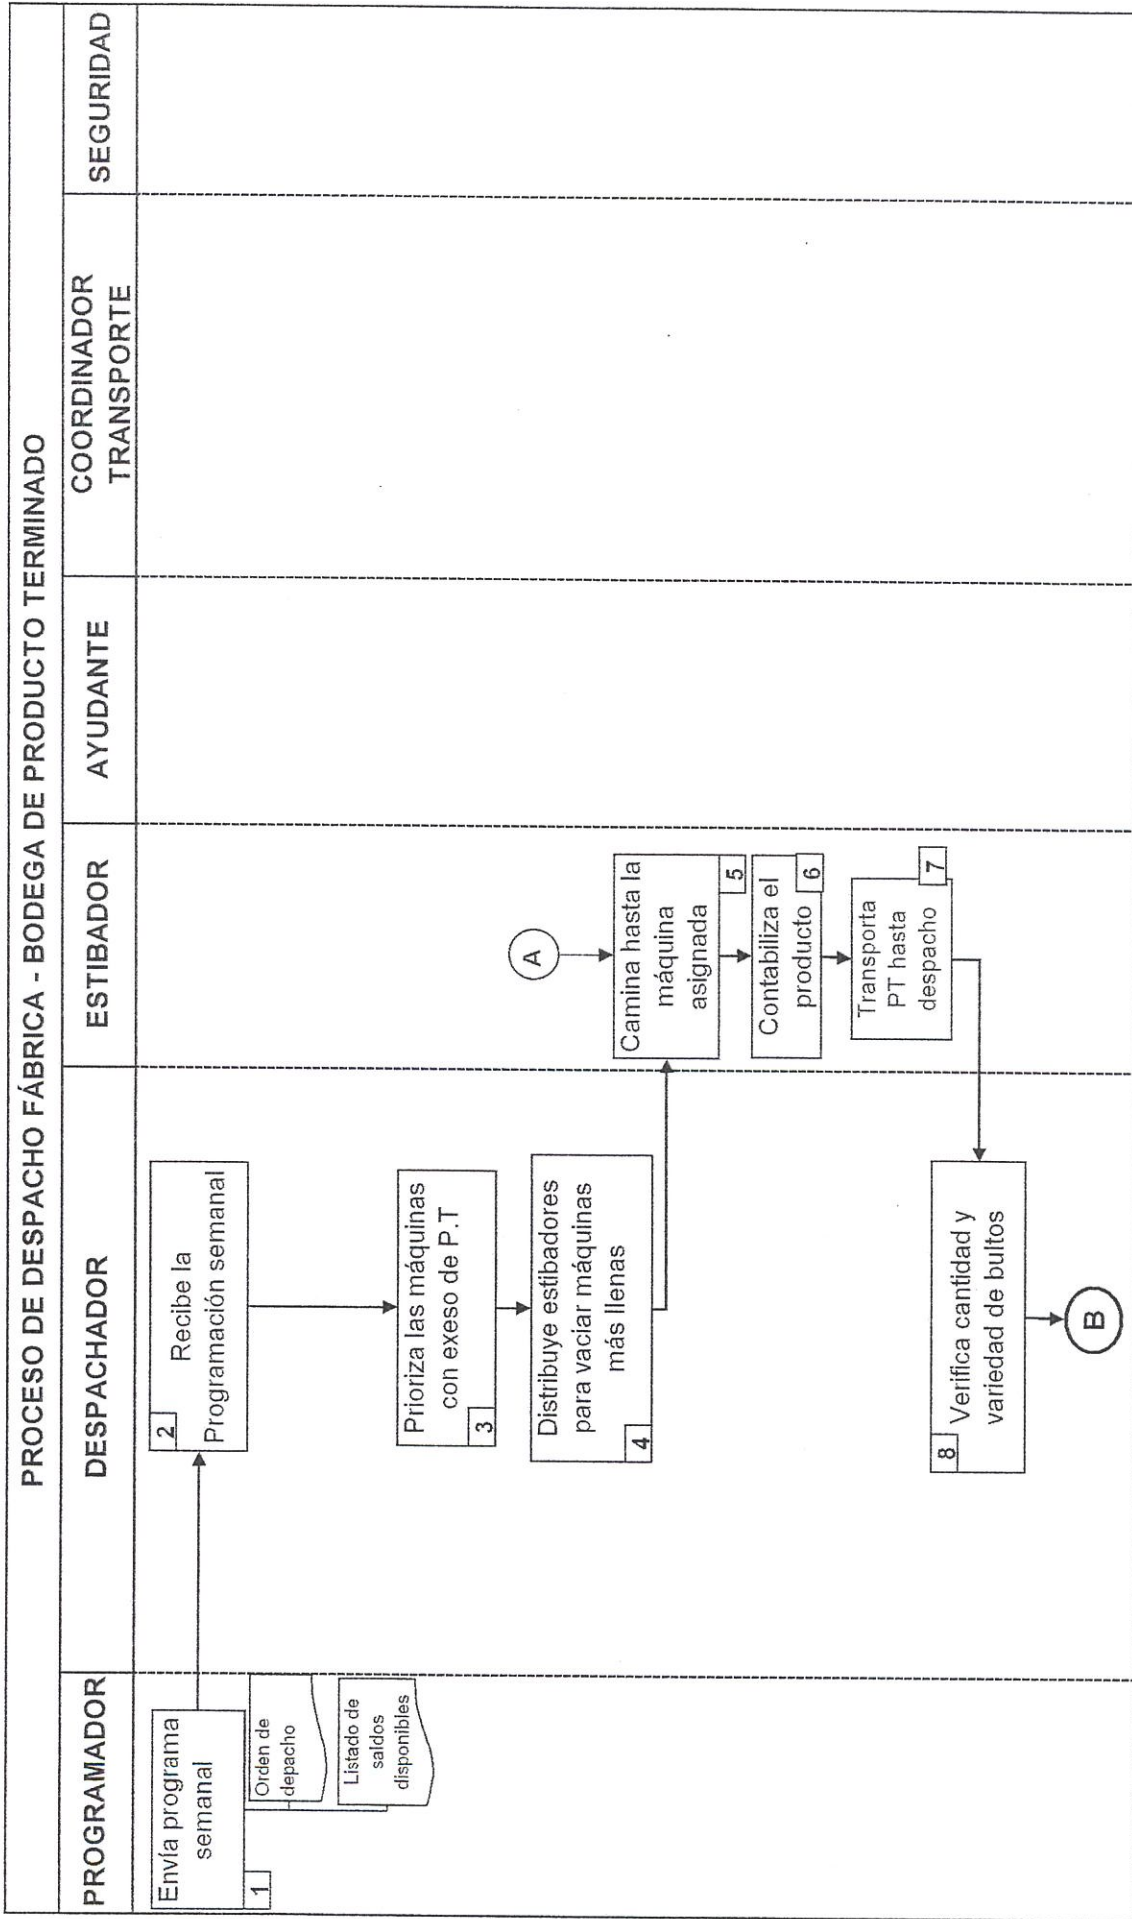 PROCESO DE DESPACHO FÁBRICA - BODEGA DE PRODUCTO TERMINADO
PROGRAMADOR
DESPACHADOR
ESTIBADOR
AYUDANTE
COORDINADOR
TRANSPORTE
SEGURIDAD
Envía programa
semanal
1
Orden de
depacho
Listado de
saldos
disponibles
2
Recibe la
Programación semanal
Prioriza las máquinas
con exeso de P.T
3
Distribuye estibadores
para vaciar máquinas
más llenas
4
A
Camina hasta la
máquina
asignada
5
Contabiliza el
producto
6
Transporta
PT hasta
despacho
7
8
Verifica cantidad y
variedad de bultos
B